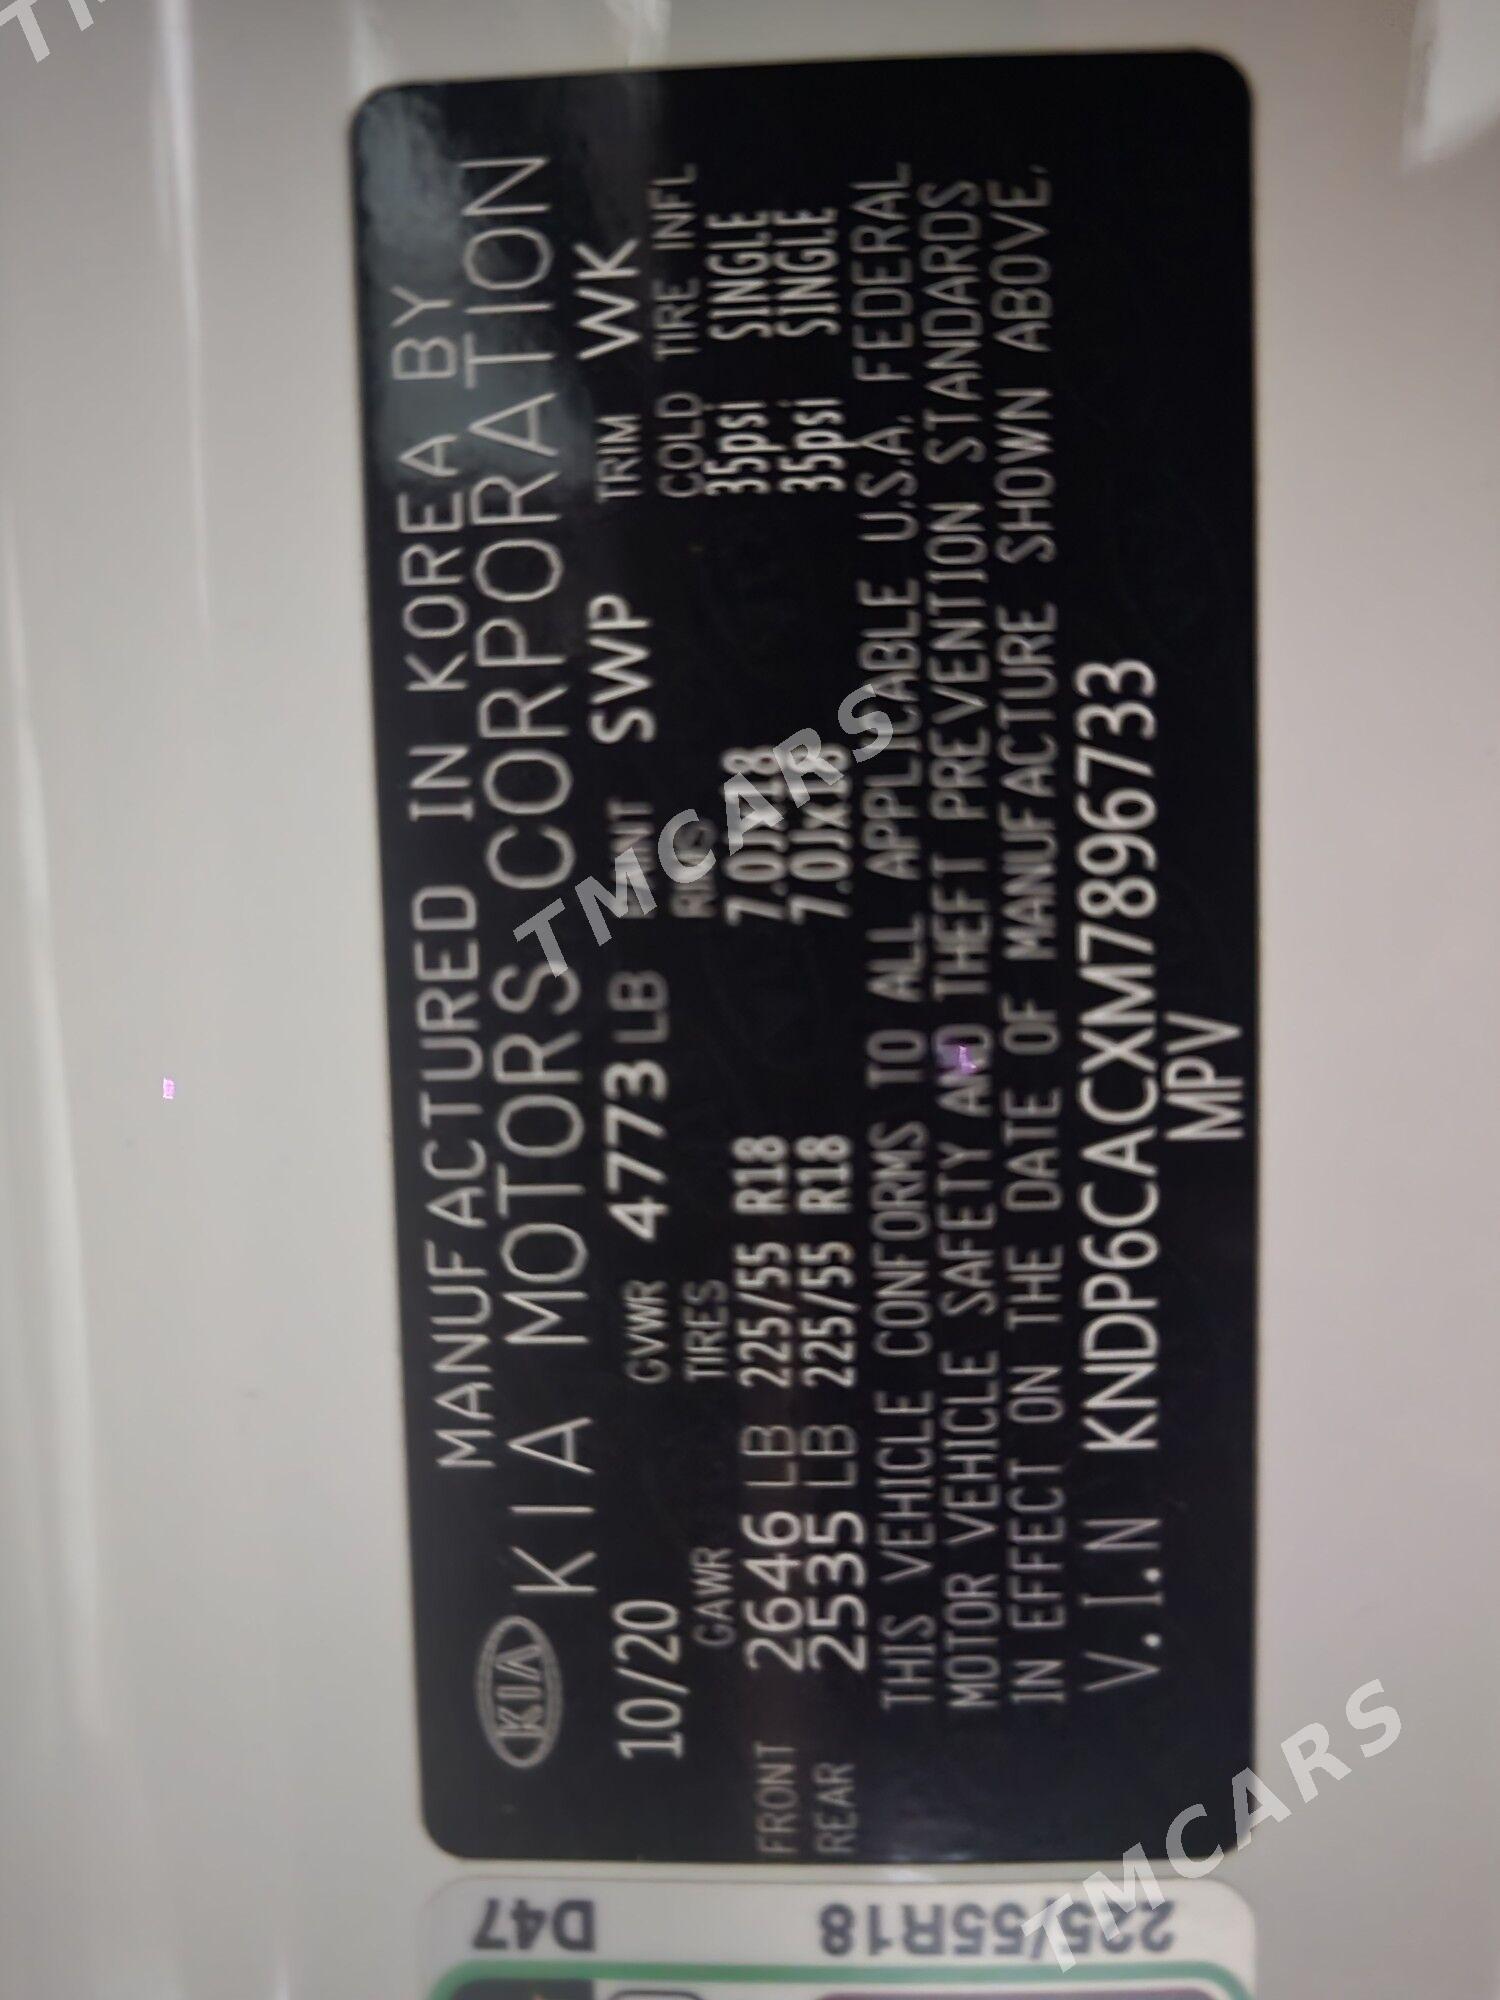 MANUFACTURED IN KOREA BY
KIA KIA MOTORS CORPORATION
10/20 GVWR 4773 LB PAINT SWP TRIM WK
GAWR TIRES RIMS COLD TIRE INFL
FRONT 2646 LB 225/55 R18 7.0Jx18 35psi SINGLE
REAR 2535 LB 225/55 R18 7.0Jx18 35psi SINGLE
THIS VEHICLE CONFORMS TO ALL APPLICABLE U.S.A. FEDERAL
MOTOR VEHICLE SAFETY AND THEFT PREVENTION STANDARDS
IN EFFECT ON THE DATE OF MANUFACTURE SHOWN ABOVE.
V.I.N KNDP6CACXM7896733
MPV
D47
225/55R18
TMCARS
TMCARS